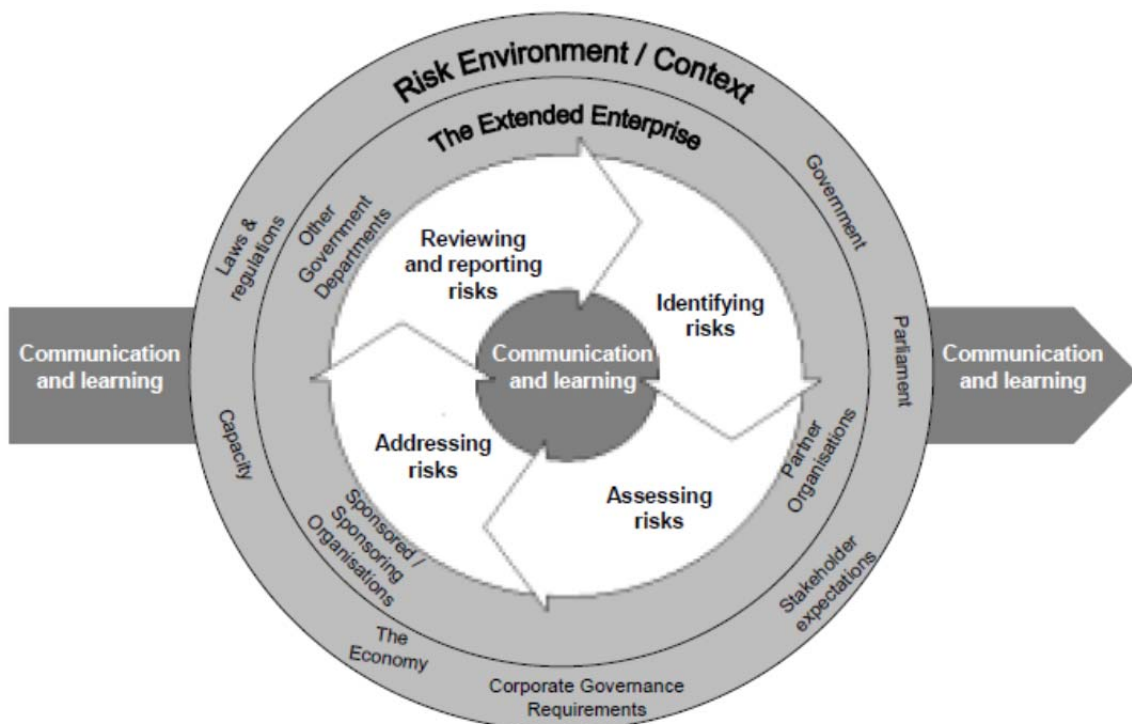 Risk Environment / Context
The Extended Enterprise
Government
Laws &
regulations
Other
Government
Departments
Reviewing
and reporting
risks
Identifying
risks
Parliament
Communication
and learning
Communication
and learning
Communication
and learning
Capacity
Addressing
risks
Assessing
risks
Partner
Organisations
Sponsored /
Sponsoring
Organisations
Stakeholder
expectations
The
Economy
Corporate Governance
Requirements